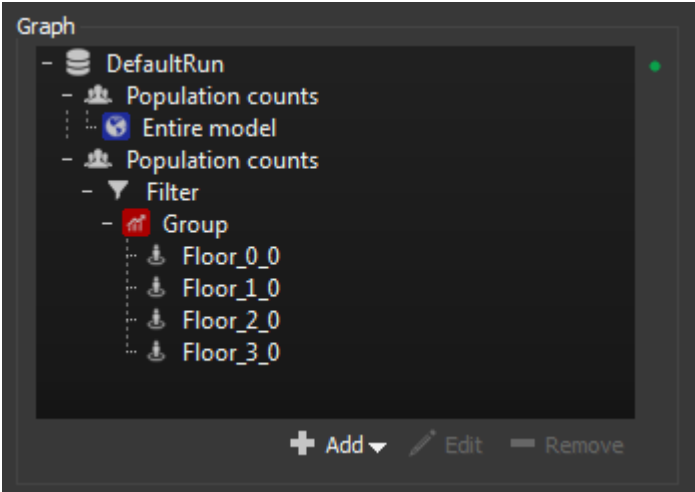 Graph
DefaultRun
Population counts
Entire model
Population counts
Filter
Group
Floor_0_0
Floor_1_0
Floor_2_0
Floor_3_0
Add Edit Remove